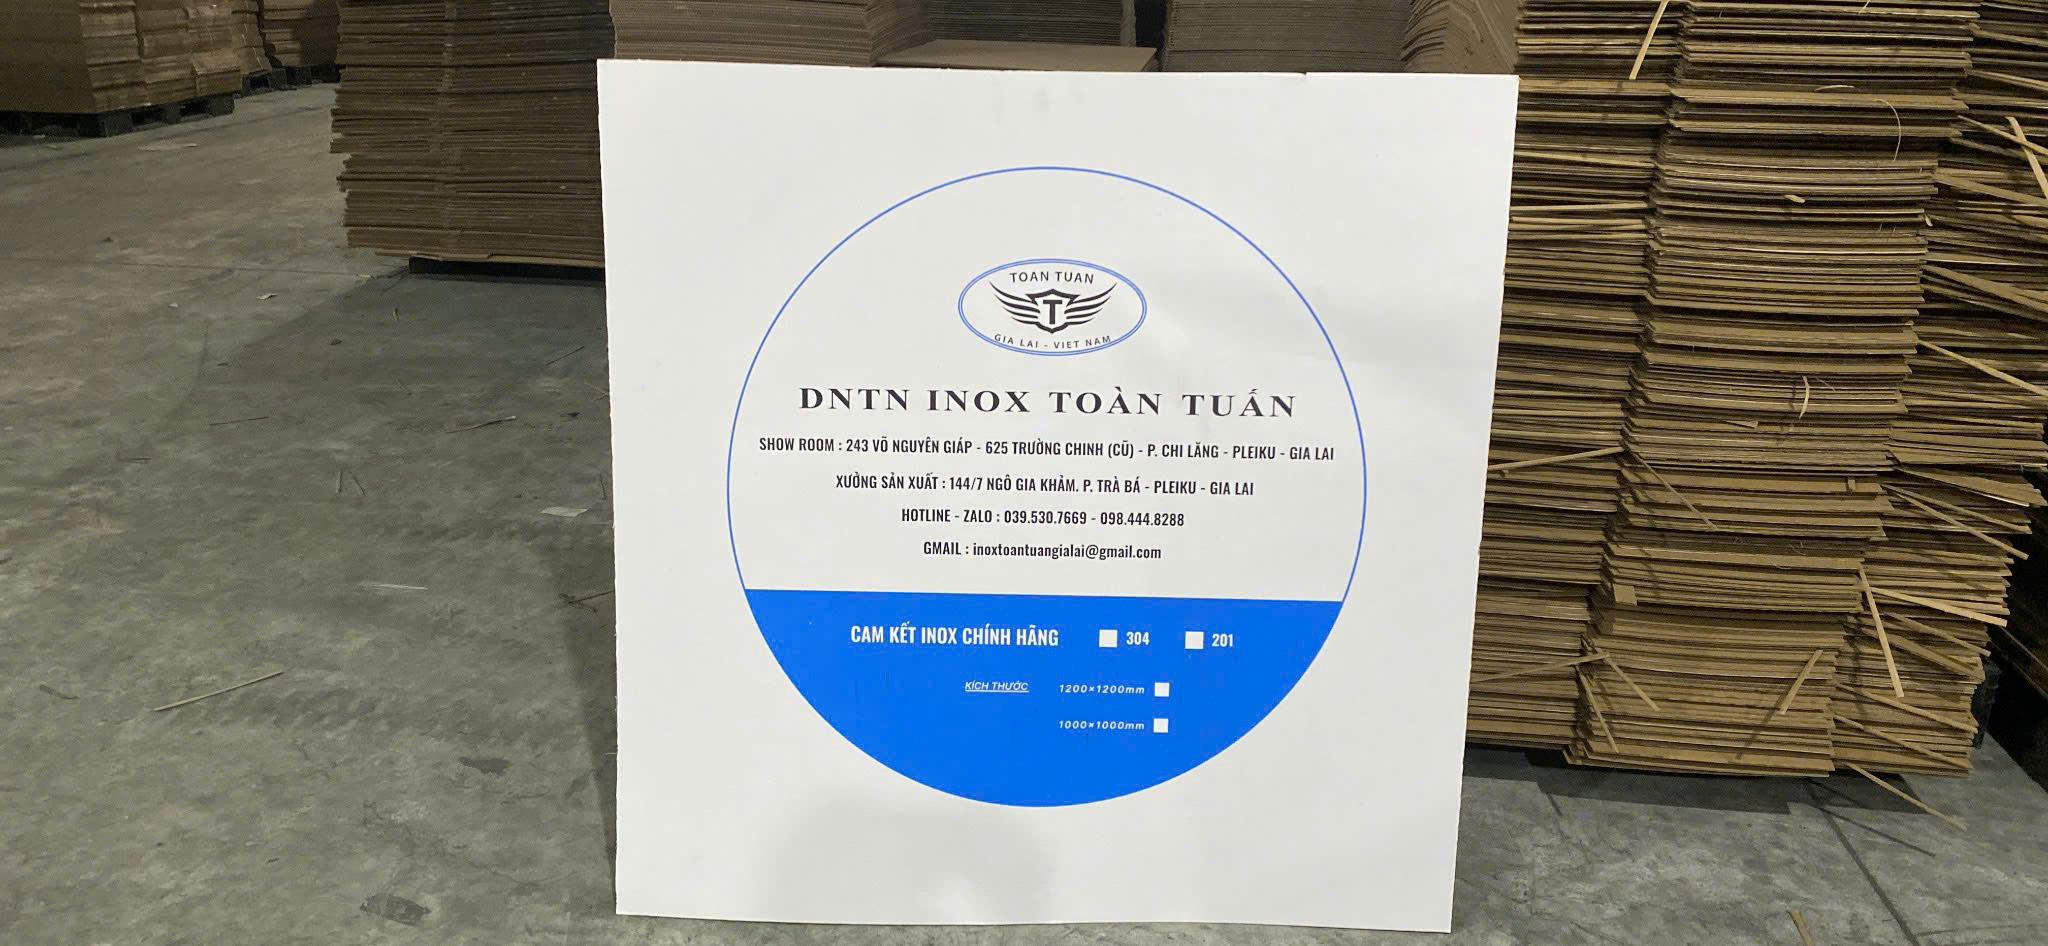 TOAN TUAN
T
GIA LAI - VIET NAM
DNTN INOX TOÀN TUẤN
SHOW ROOM : 243 VÕ NGUYÊN GIÁP - 625 TRƯỜNG CHINH (CŨ) - P. CHI LĂNG - PLEIKU - GIA LAI
XƯỞNG SẢN XUẤT : 144/7 NGÔ GIA KHẢM. P. TRÀ BÁ - PLEIKU - GIA LAI
HOTLINE - ZALO : 039.530.7669 - 098.444.8288
GMAIL : inoxtoantuangialai@gmail.com
CAM KẾT INOX CHÍNH HÃNG 304 201
KÍCH THƯỚC 1200×1200mm
1000×1000mm